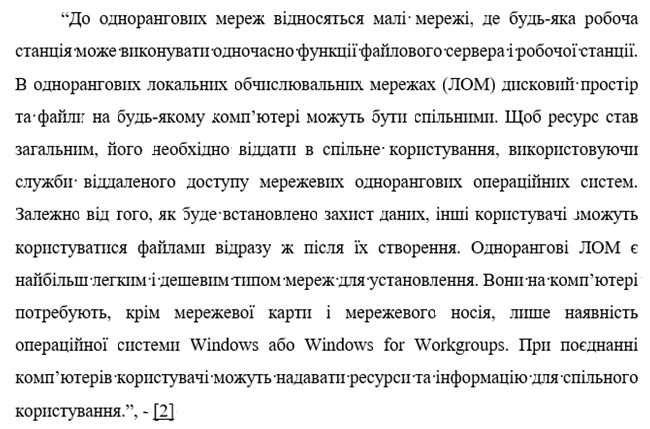 “До однорангових мереж відносяться малі мережі, де будь-яка робоча
станція може виконувати одночасно функції файлового сервера і робочої станції.
В однорангових локальних обчислювальних мережах (ЛОМ) дисковий простір
та файли на будь-якому комп’ютері можуть бути спільними. Щоб ресурс став
загальним, його необхідно віддати в спільне користування, використовуючи
служби віддаленого доступу мережевих однорангових операційних систем.
Залежно від того, як буде встановлено захист даних, інші користувачі зможуть
користуватися файлами відразу ж після їх створення. Однорангові ЛОМ є
найбільш легким і дешевим типом мереж для установлення. Вони на комп’ютері
потребують, крім мережевої карти і мережевого носія, лише наявність
операційної системи Windows або Windows for Workgroups. При поєднанні
комп’ютерів користувачі можуть надавати ресурси та інформацію для спільного
користування.”, - [2]